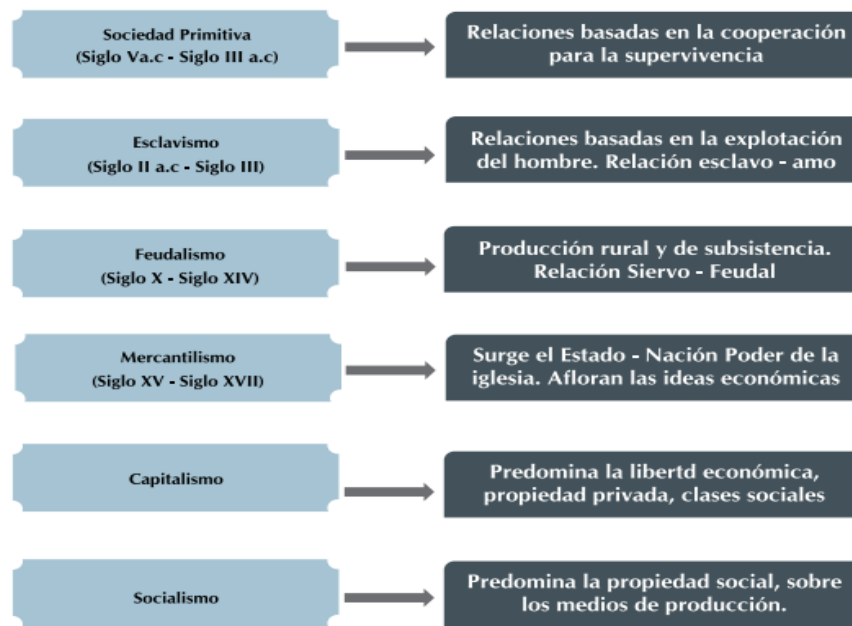 Sociedad Primitiva
(Siglo Va.c - Siglo III a.c)
Relaciones basadas en la cooperación
para la supervivencia
Esclavismo
(Siglo II a.c - Siglo III)
Relaciones basadas en la explotación
del hombre. Relación esclavo - amo
Feudalismo
(Siglo X - Siglo XIV)
Producción rural y de subsistencia.
Relación Siervo - Feudal
Mercantilismo
(Siglo XV - Siglo XVII)
Surge el Estado - Nación Poder de la
iglesia. Afloran las ideas económicas
Capitalismo
Predomina la libertd económica,
propiedad privada, clases sociales
Socialismo
Predomina la propiedad social, sobre
los medios de producción.